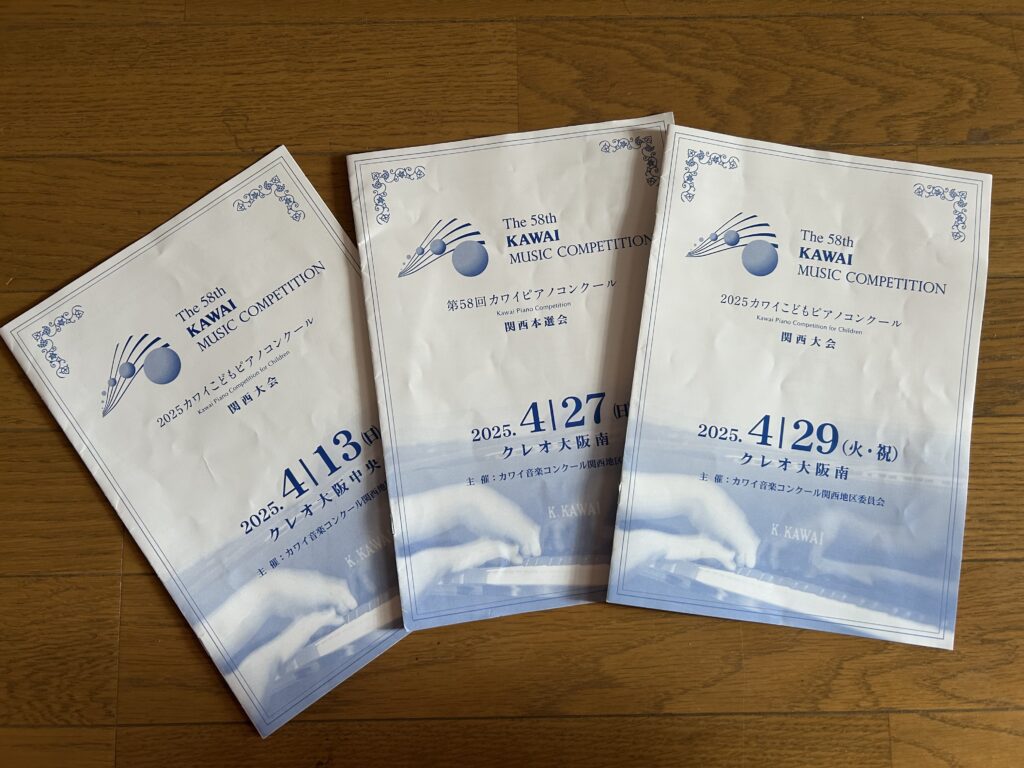 The 58th
KAWAI
MUSIC COMPETITION
2025カワイこどもピアノコンクール
Kawai Piano Competition for Children
関西大会
2025. 4|13(日)
クレオ大阪中央
主 催:カワイ音楽コンクール関西地
K.KAWAI
The 58th
KAWAI
MUSIC COMPETITION
第58回カワイピアノコンクール
Kawai Piano Competition
関西本選会
2025. 4|27(日
クレオ大阪南
主 催:カワイ音楽コンクール関西地区
K.KAWAI
The 58th
KAWAI
MUSIC COMPETITION
2025カワイこどもピアノコンクール
Kawai Piano Competition for Children
関西大会
2025. 4|29(火・祝)
クレオ大阪南
主 催:カワイ音楽コンクール関西地区委員会
K.KAWAI